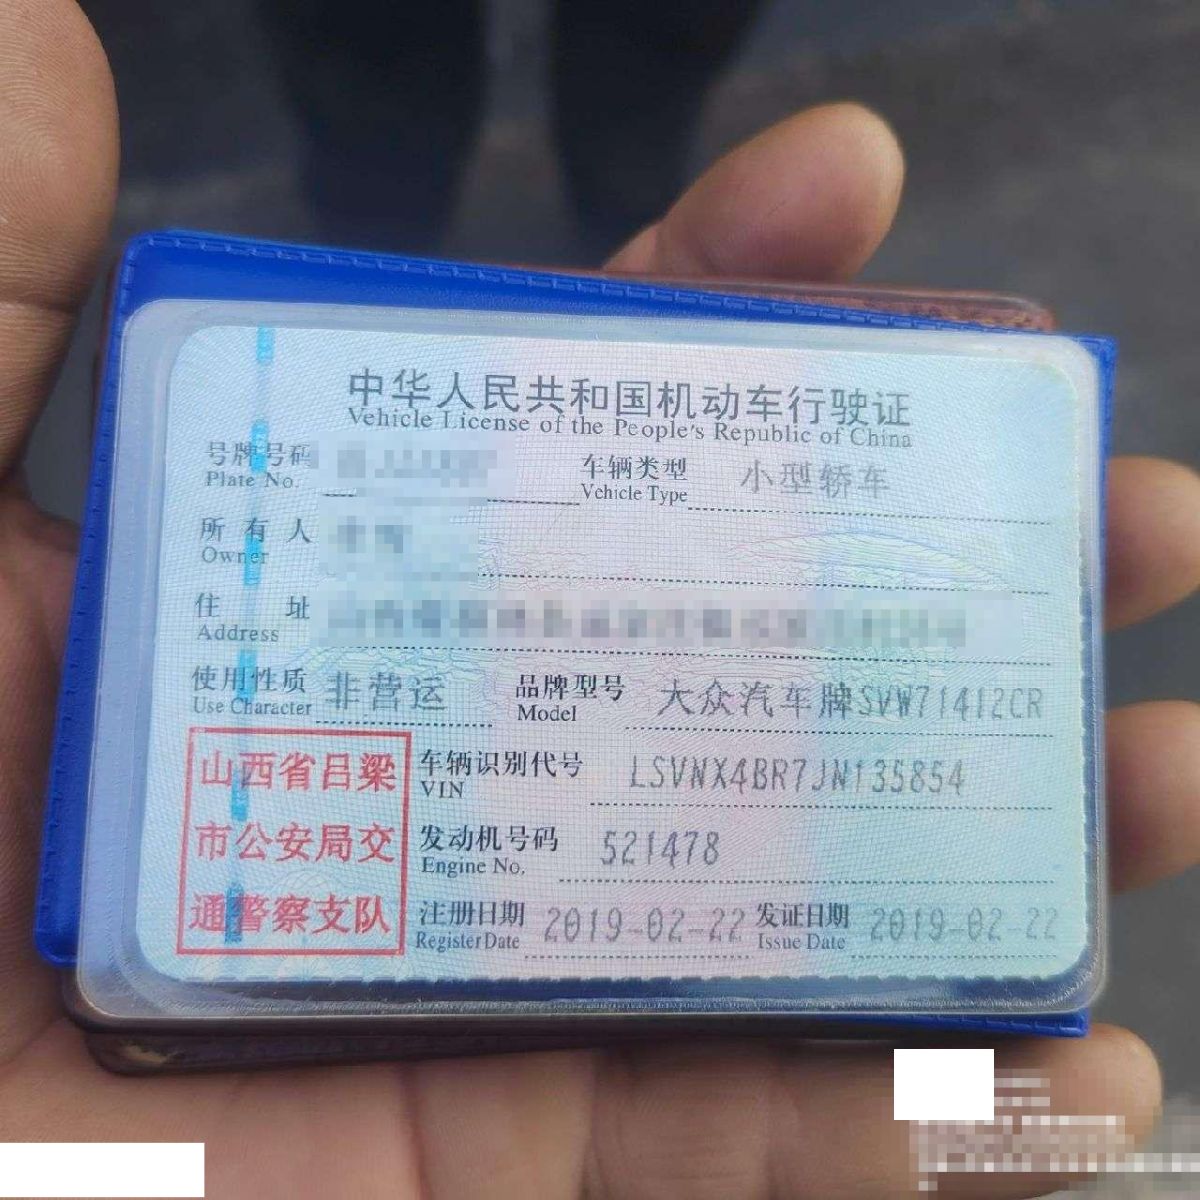 中华人民共和国机动车行驶证
Vehicle License of the People's Republic of China
号牌号码
Plate No.
车辆类型 小型轿车
Vehicle Type
所有人
Owner
住址
Address
使用性质 非营运
Use Character
品牌型号 大众汽车牌SVW71412CR
Model
山西省吕梁
市公安局交
通警察支队
车辆识别代号 LSVNX4BR7JN135854
VIN
发动机号码 521478
Engine No.
注册日期 2019-02-22
Register Date
发证日期 2019-02-22
Issue Date